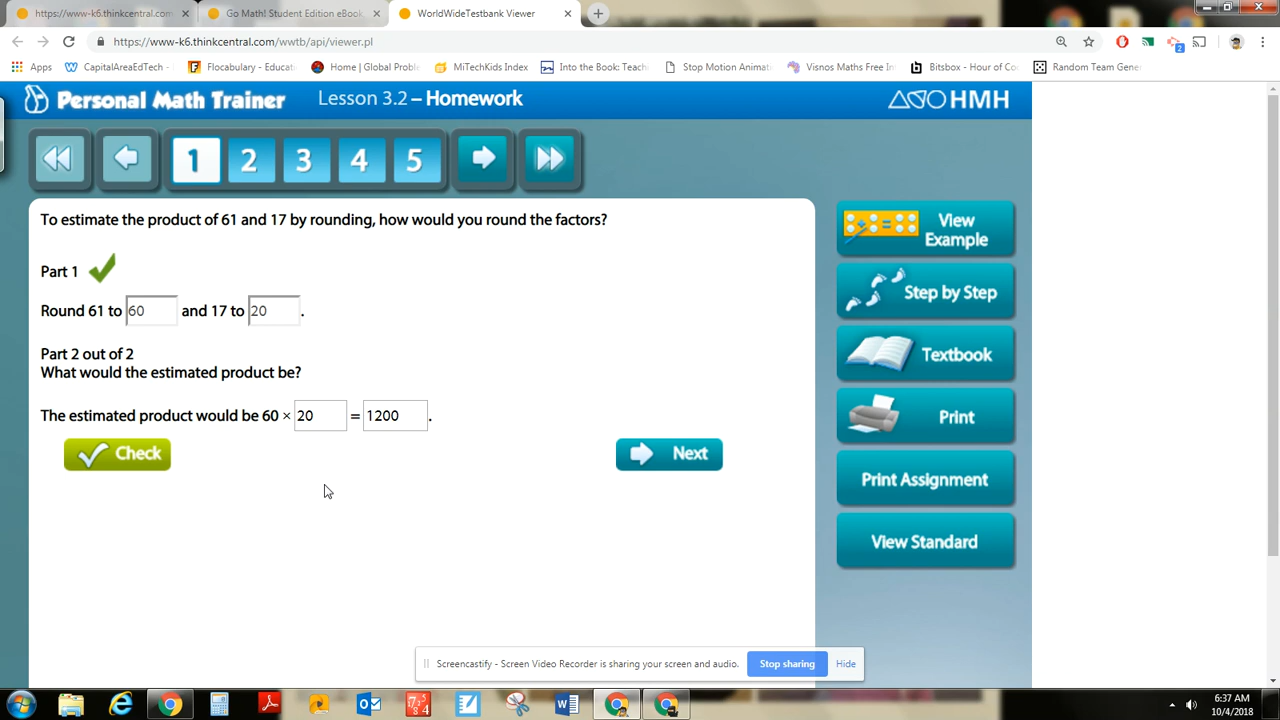 https://www-k6.thinkcentral.com/ ×
Go Math! Student Edition eBook, ×
WorldWideTestbank Viewer ×
https://www-k6.thinkcentral.com/wwtb/api/viewer.pl
Apps CapitalAreaEdTech - Flocabulary - Educati Home | Global Proble MiTechKids Index Into the Book: Teach Stop Motion Animat Visnos Maths Free In Bitsbox - Hour of Co Random Team Gene
Personal Math Trainer Lesson 3.2 – Homework HMH
1 2 3 4 5
To estimate the product of 61 and 17 by rounding, how would you round the factors?
Part 1
Round 61 to 60 and 17 to 20 .
Part 2 out of 2
What would the estimated product be?
The estimated product would be 60 × 20 = 1200 .
Check
Next
View Example
Step by Step
Textbook
Print
Print Assignment
View Standard
Screencastify - Screen Video Recorder is sharing your screen and audio. Stop sharing Hide
6:37 AM
10/4/2018